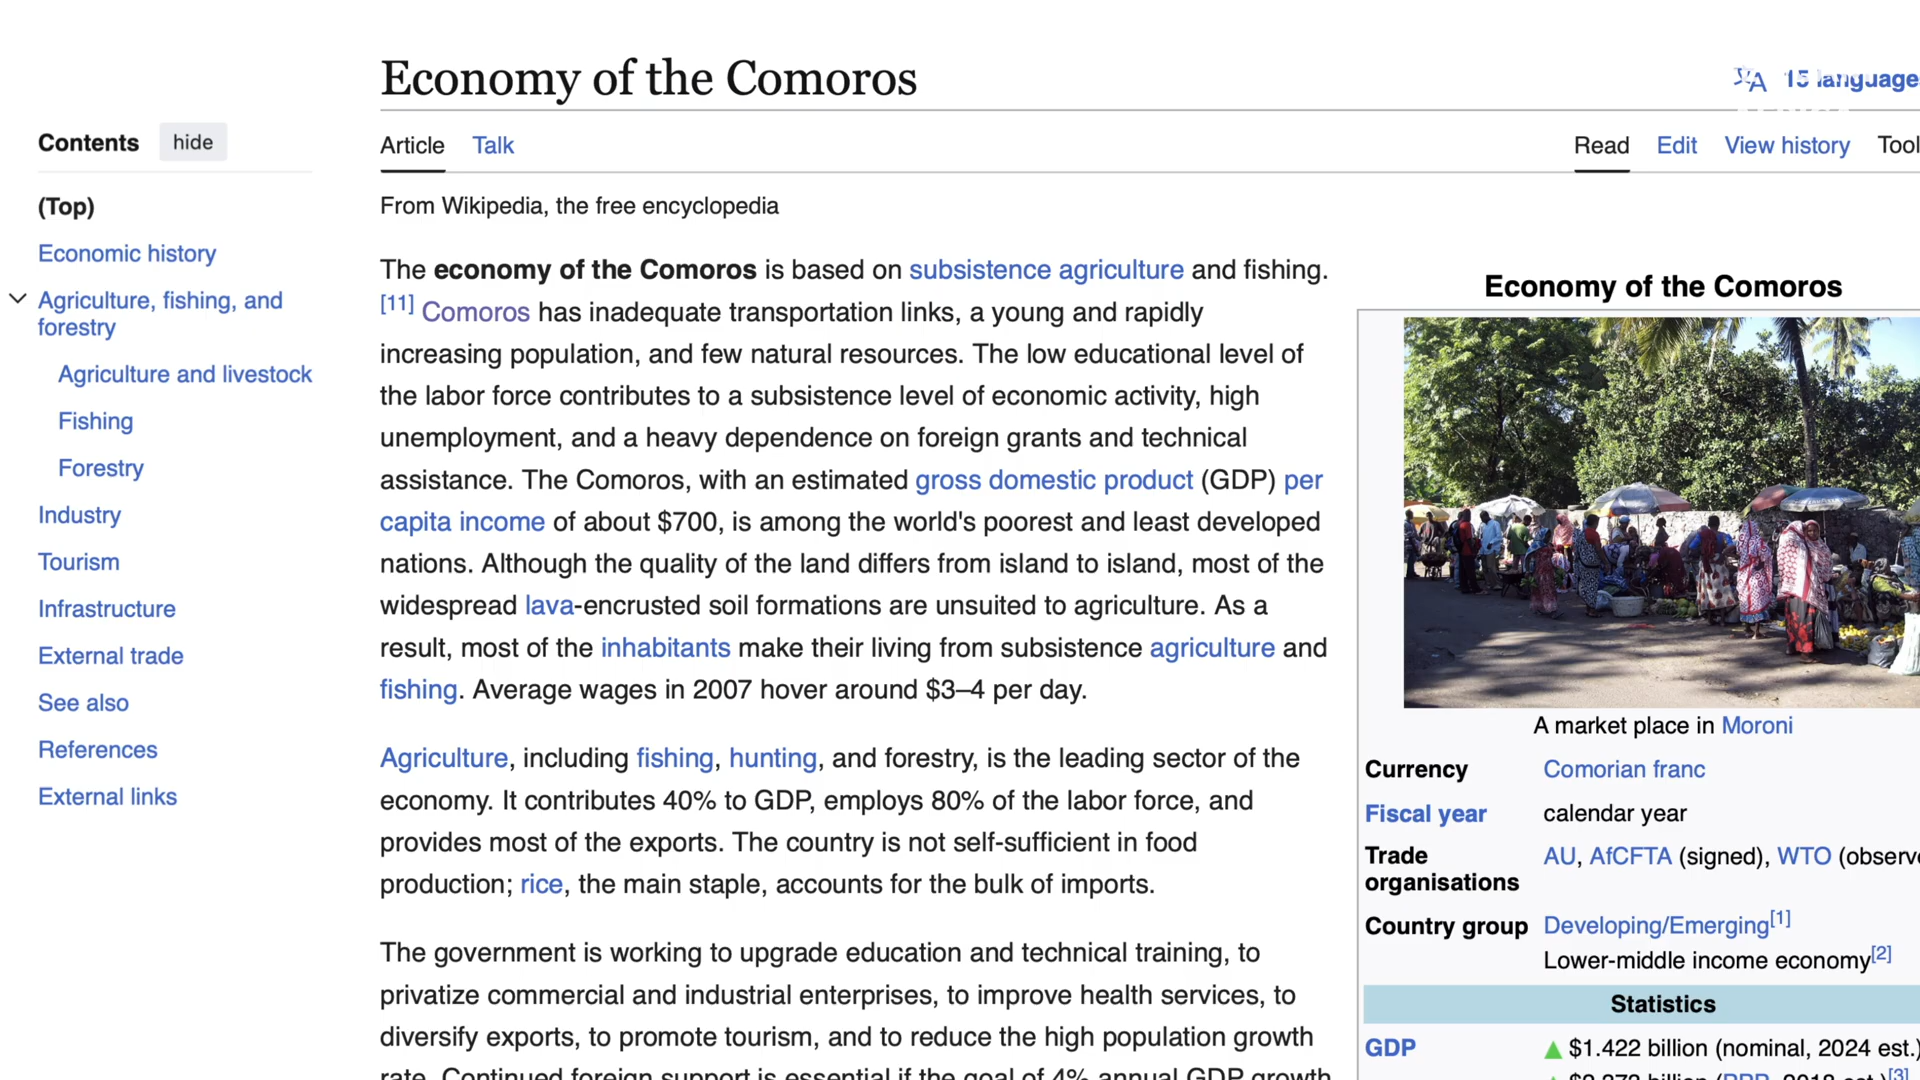 Economy of the Comoros
15 languages
Contents hide
Article Talk
Read Edit View history
(Top)
Economic history
Agriculture, fishing, and
forestry
Agriculture and livestock
Fishing
Forestry
Industry
Tourism
Infrastructure
External trade
See also
References
External links
From Wikipedia, the free encyclopedia
The economy of the Comoros is based on subsistence agriculture and fishing.
[11] Comoros has inadequate transportation links, a young and rapidly
increasing population, and few natural resources. The low educational level of
the labor force contributes to a subsistence level of economic activity, high
unemployment, and a heavy dependence on foreign grants and technical
assistance. The Comoros, with an estimated gross domestic product (GDP) per
capita income of about $700, is among the world's poorest and least developed
nations. Although the quality of the land differs from island to island, most of the
widespread lava-encrusted soil formations are unsuited to agriculture. As a
result, most of the inhabitants make their living from subsistence agriculture and
fishing. Average wages in 2007 hover around $3–4 per day.
Agriculture, including fishing, hunting, and forestry, is the leading sector of the
economy. It contributes 40% to GDP, employs 80% of the labor force, and
provides most of the exports. The country is not self-sufficient in food
production; rice, the main staple, accounts for the bulk of imports.
The government is working to upgrade education and technical training, to
privatize commercial and industrial enterprises, to improve health services, to
diversify exports, to promote tourism, and to reduce the high population growth
rate. Continued foreign support is essential if the goal of 4% annual GDP growth
Economy of the Comoros
A market place in Moroni
Currency Comorian franc
Fiscal year calendar year
Trade
organisations AU, AfCFTA (signed), WTO
Country group Developing/Emerging[1]
Lower-middle income economy[2]
Statistics
GDP $1.422 billion (nominal, 2024 est.)